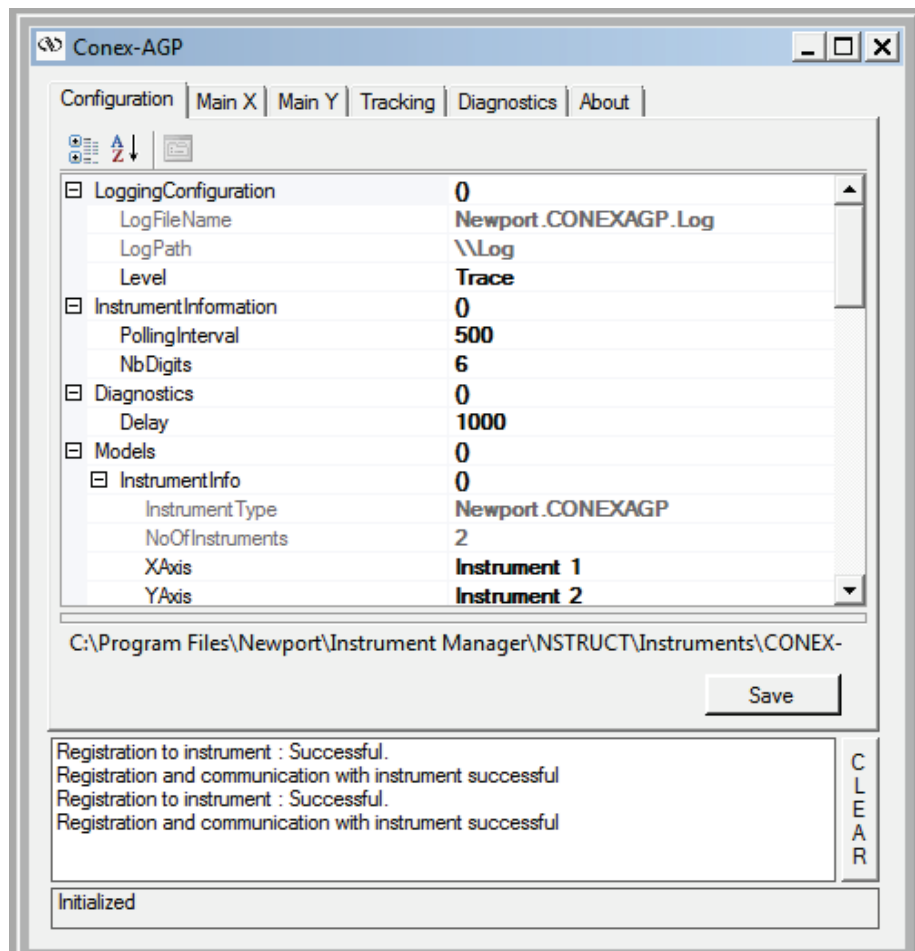 Conex-AGP
Configuration Main X Main Y Tracking Diagnostics About
LoggingConfiguration ()
LogFileName Newport.CONEXAGP.Log
LogPath \\Log
Level Trace
InstrumentInformation ()
PollingInterval 500
NbDigits 6
Diagnostics ()
Delay 1000
Models ()
InstrumentInfo ()
InstrumentType Newport.CONEXAGP
NoOfInstruments 2
XAxis Instrument 1
YAxis Instrument 2
C:\Program Files\Newport\Instrument Manager\NSTRUCT\Instruments\CONEX-
Save
Registration to instrument : Successful.
Registration and communication with instrument successful
Registration to instrument : Successful.
Registration and communication with instrument successful
CLEAR
Initialized